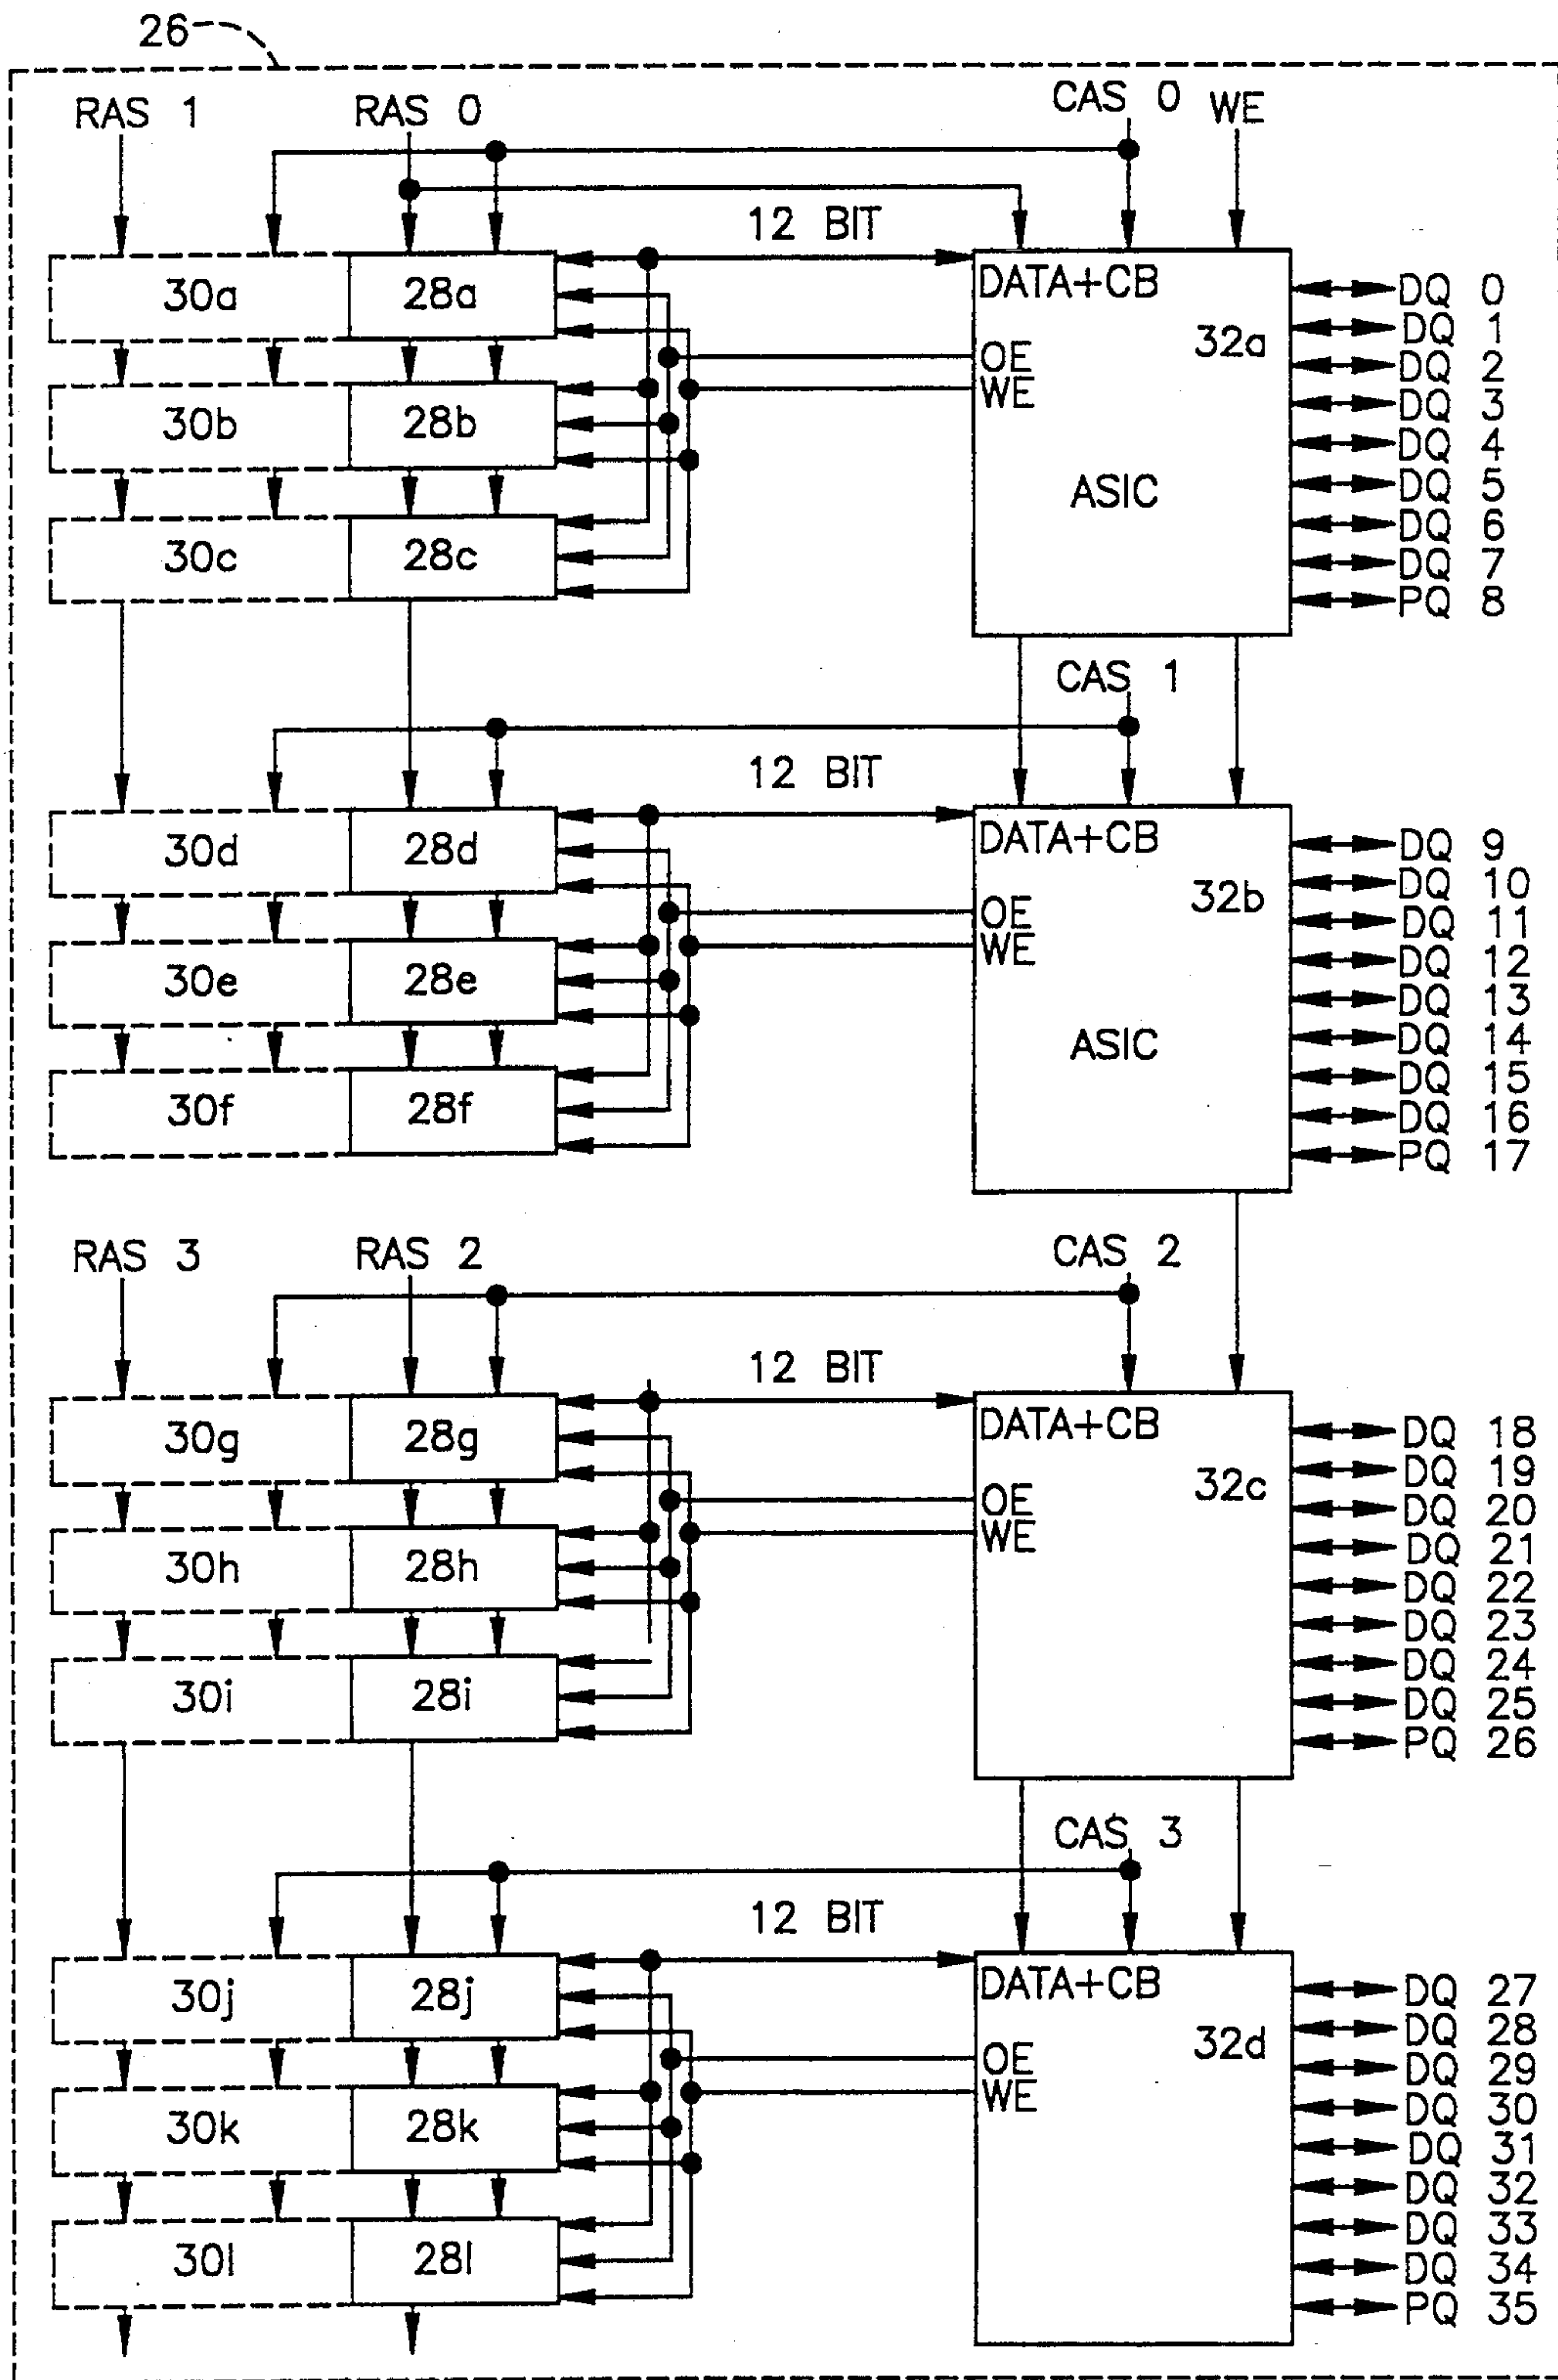 26
RAS 1 RAS 0 CAS 0 WE
12 BIT
30a 28a DATA+CB DQ 0
32a DQ 1
OE DQ 2
WE DQ 3
30b 28b DQ 4
ASIC DQ 5
30c 28c DQ 6
DQ 7
PQ 8
CAS 1
12 BIT
30d 28d DATA+CB DQ 9
32b DQ 10
OE DQ 11
WE DQ 12
30e 28e DQ 13
ASIC DQ 14
DQ 15
30f 28f DQ 16
PQ 17
RAS 3 RAS 2 CAS 2
12 BIT
30g 28g DATA+CB DQ 18
32c DQ 19
OE DQ 20
WE DQ 21
30h 28h DQ 22
DQ 23
DQ 24
30i 28i DQ 25
PQ 26
CAS 3
12 BIT
30j 28j DATA+CB DQ 27
32d DQ 28
OE DQ 29
WE DQ 30
30k 28k DQ 31
DQ 32
DQ 33
30l 28l DQ 34
PQ 35